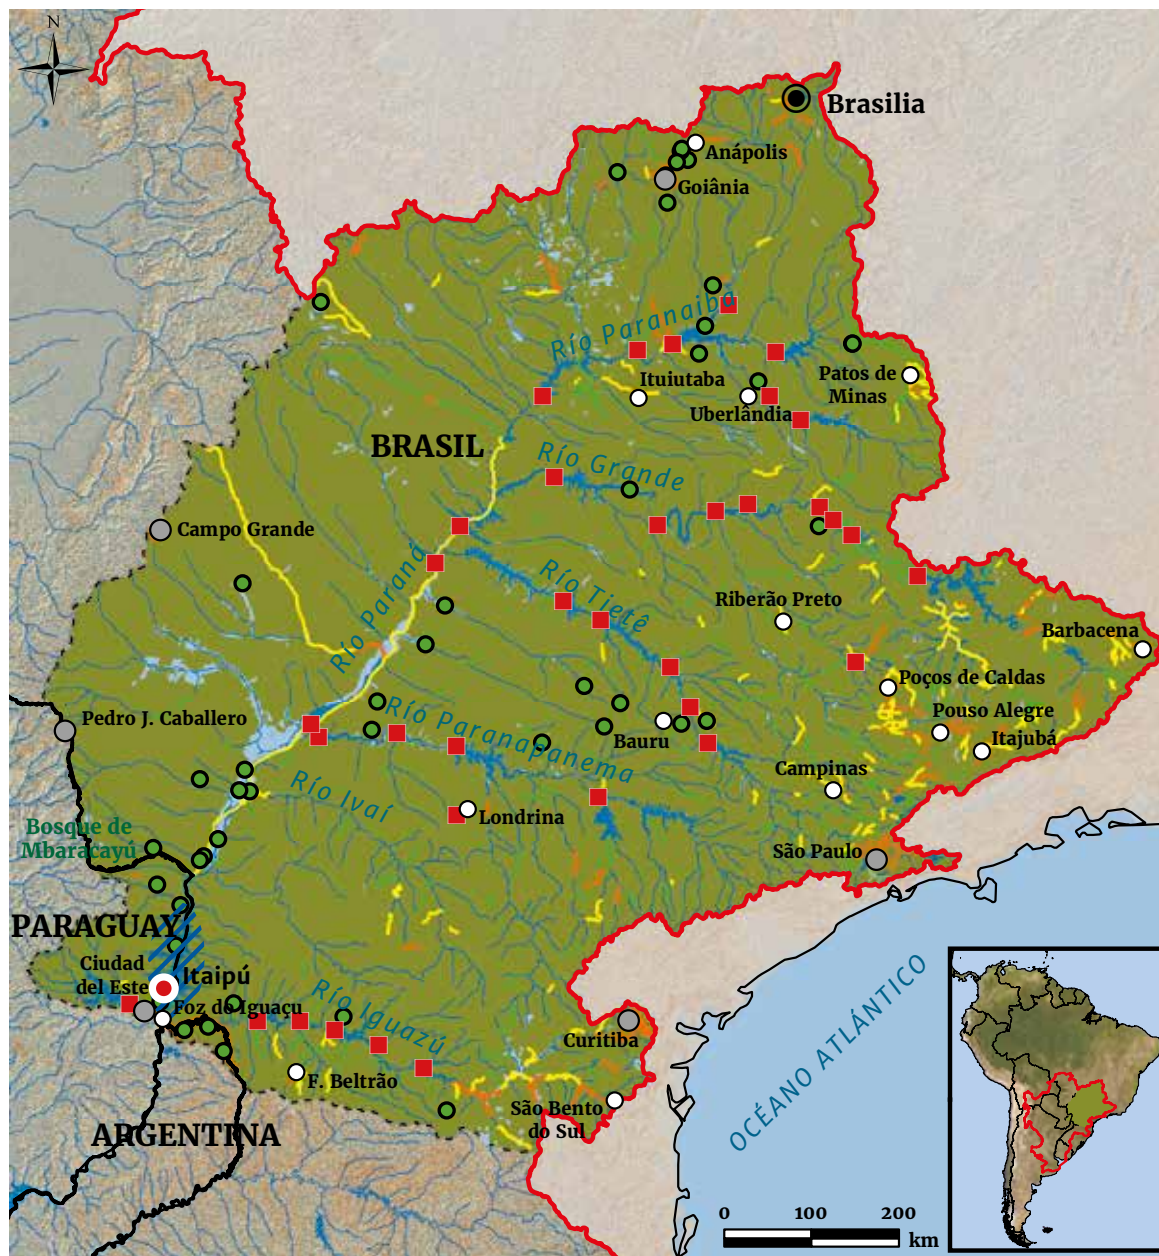 N
Brasilia
Anápolis
Goiânia
Río Paranaiba
Ituiutaba
Patos de
Minas
Uberlândia
BRASIL
Río Grande
Campo Grande
Río Paraná
Río Tietê
Riberão Preto
Barbacena
Poços de Caldas
Pedro J. Caballero
Río Paranapanema
Pouso Alegre
Itajubá
Bauru
Campinas
Río Ivaí
Londrina
Bosque de
Mbaracayú
São Paulo
PARAGUAY
Ciudad
del Este
Itaipú
Foz de Iguaçu
Río Iguazú
Curitiba
F. Beltrão
São Bento
do Sul
ARGENTINA
OCÉANO ATLÁNTICO
0 100 200
km